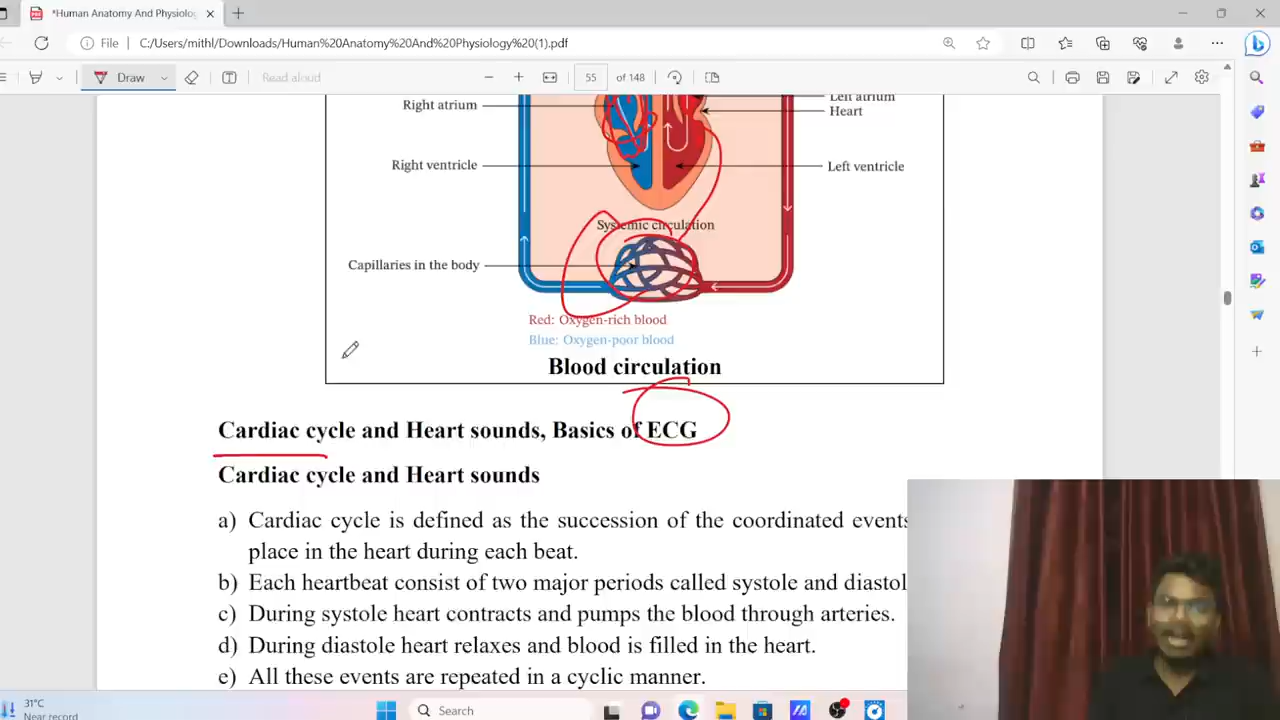 *Human Anatomy And Physiolog
File
C:/Users/mithl/Downloads/Human%20Anatomy%20And%20Physiology%20(1).pdf
Draw
Read aloud
55
of 148
Right atrium
Left atrium
Heart
Right ventricle
Left ventricle
Systemic circulation
Capillaries in the body
Red: Oxygen-rich blood
Blue: Oxygen-poor blood
Blood circulation
Cardiac cycle and Heart sounds, Basics of ECG
Cardiac cycle and Heart sounds
a) Cardiac cycle is defined as the succession of the coordinated events
place in the heart during each beat.
b) Each heartbeat consist of two major periods called systole and diastol
c) During systole heart contracts and pumps the blood through arteries.
d) During diastole heart relaxes and blood is filled in the heart.
e) All these events are repeated in a cyclic manner.
31°C
Near record
Search